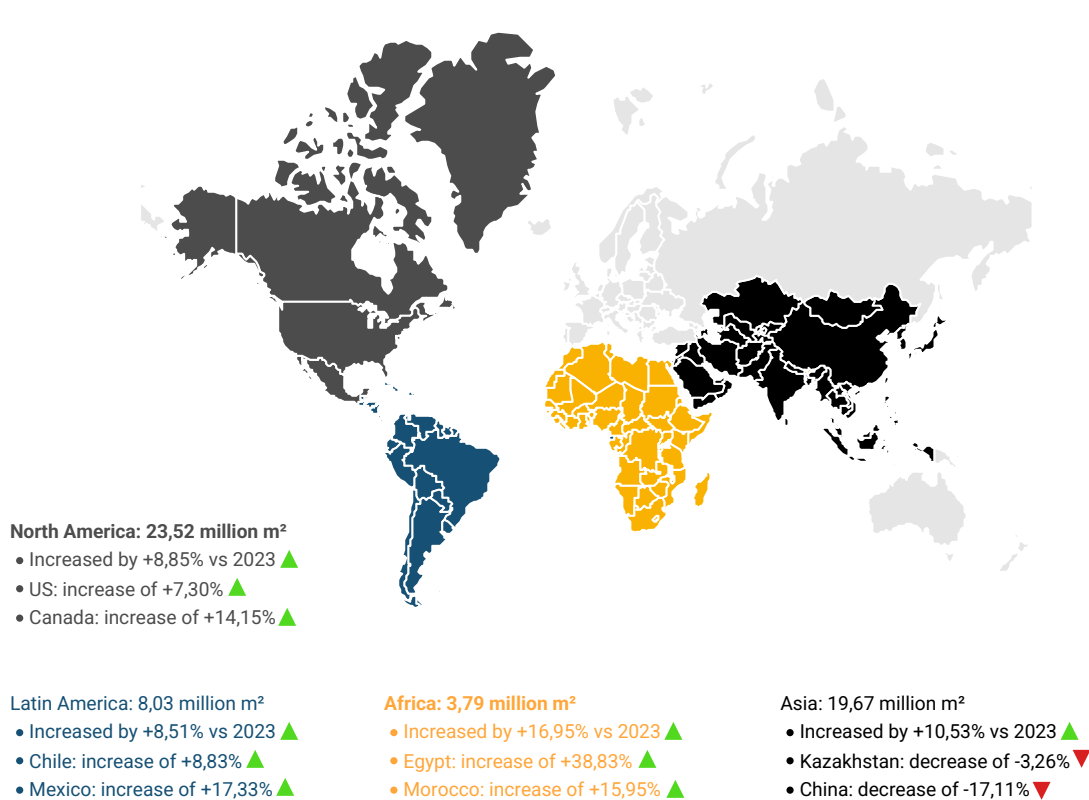 North America: 23,52 million m²
• Increased by +8,85% vs 2023
• US: increase of +7,30%
• Canada: increase of +14,15%
Latin America: 8,03 million m²
• Increased by +8,51% vs 2023
• Chile: increase of +8,83%
• Mexico: increase of +17,33%
Africa: 3,79 million m²
• Increased by +16,95% vs 2023
• Egypt: increase of +38,83%
• Morocco: increase of +15,95%
Asia: 19,67 million m²
• Increased by +10,53% vs 2023
• Kazakhstan: decrease of -3,26%
• China: decrease of -17,11%